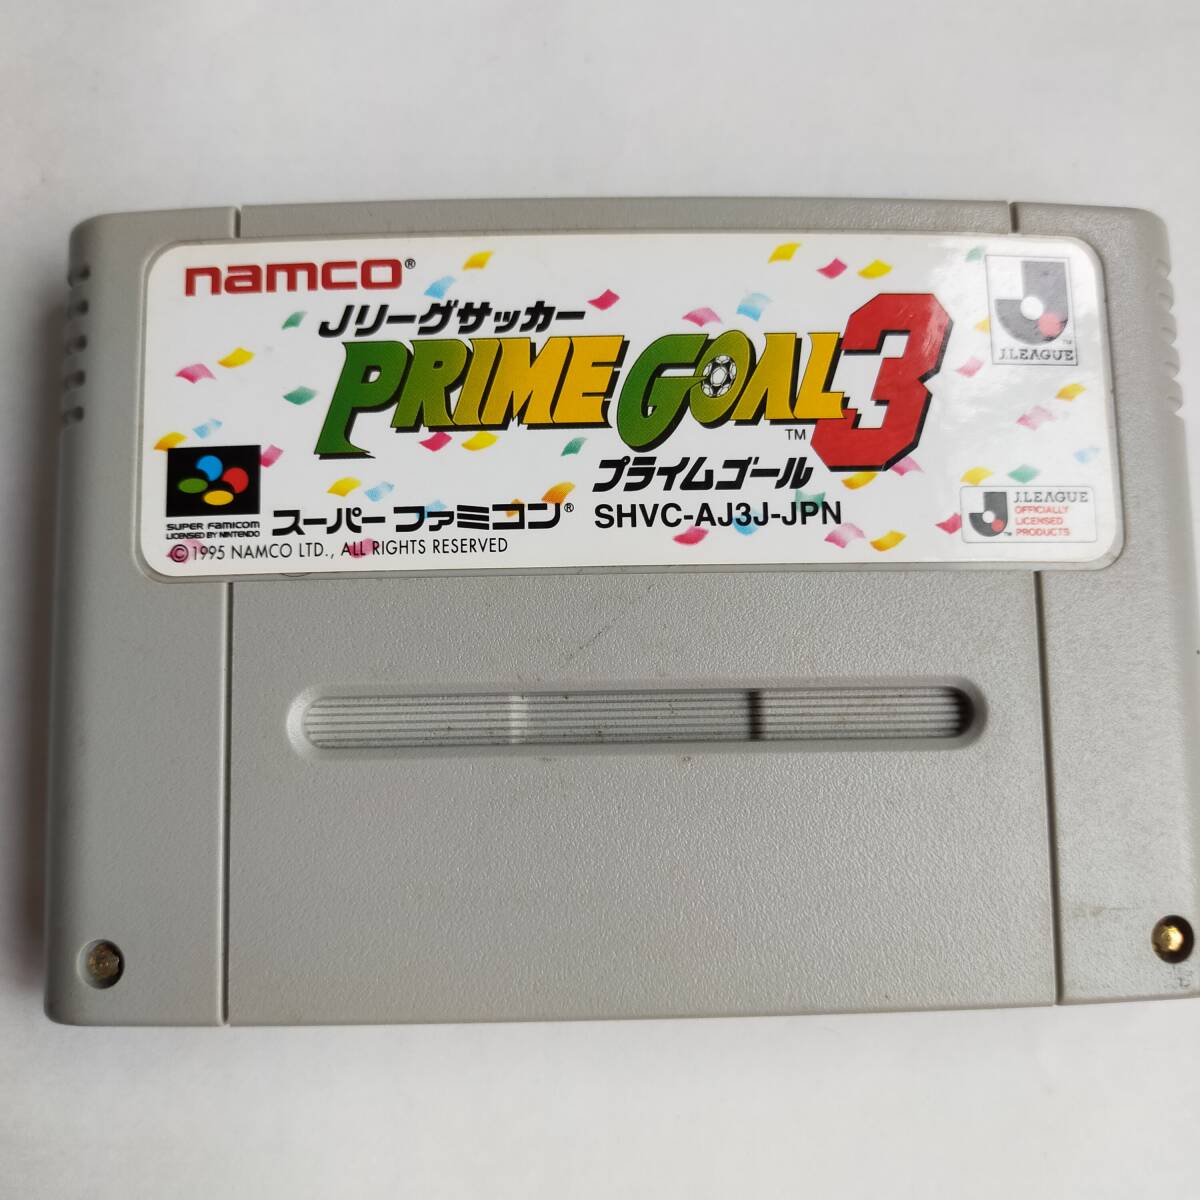 namco®
Jリーグサッカー
PRIME GOAL 3
TM
プライムゴール
J.LEAGUE
TM
SUPER FAMICOM
LICENSED BY NINTENDO
スーパーファミコン® SHVC-AJ3J-JPN
©1995 NAMCO LTD., ALL RIGHTS RESERVED
J.LEAGUE
OFFICIALLY
LICENSED
PRODUCTS
TM